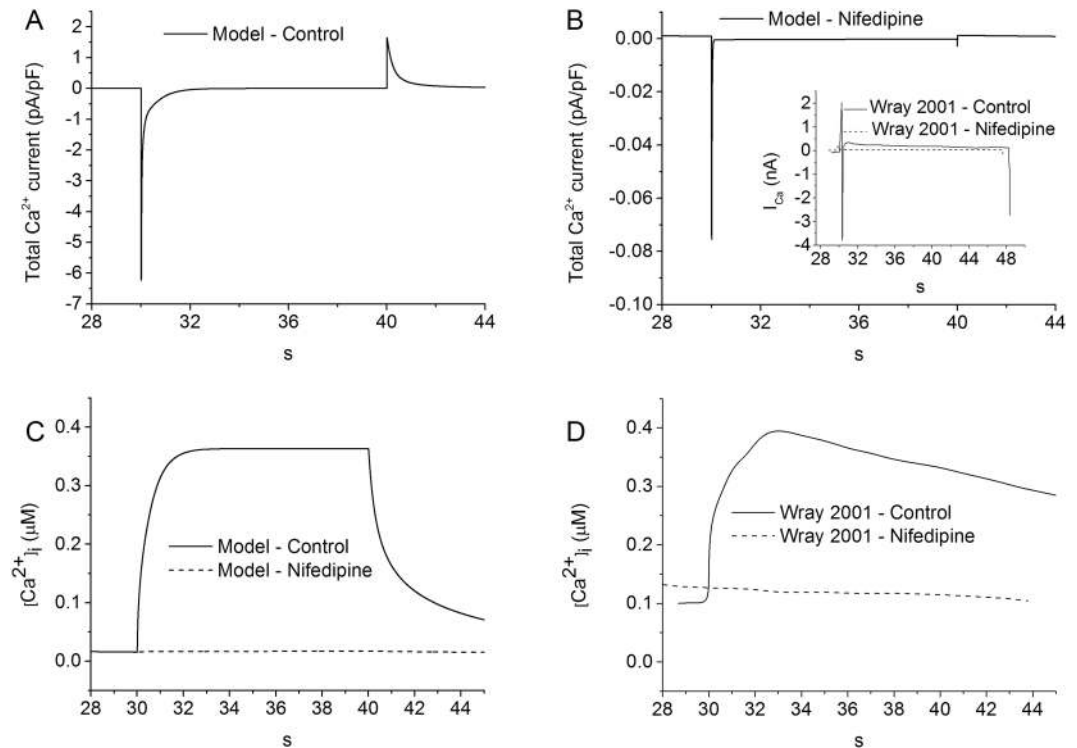 A
Model - Control
Total Ca²⁺ current (pA/pF)
2
1
0
-1
-2
-3
-4
-5
-6
-7
28 32 36 40 44
s
B
Model - Nifedipine
Total Ca²⁺ current (pA/pF)
0.00
-0.02
-0.04
-0.06
-0.08
-0.10
28 32 36 40 44
s
Wray 2001 - Control
Wray 2001 - Nifedipine
I_Ca (nA)
2
1
0
-1
-2
-3
-4
28 32 36 40 44 48
s
C
Model - Control
Model - Nifedipine
[Ca²⁺]i (μM)
0.4
0.3
0.2
0.1
0.0
28 30 32 34 36 38 40 42 44
s
D
Wray 2001 - Control
Wray 2001 - Nifedipine
[Ca²⁺]i (μM)
0.4
0.3
0.2
0.1
0.0
28 30 32 34 36 38 40 42 44
s